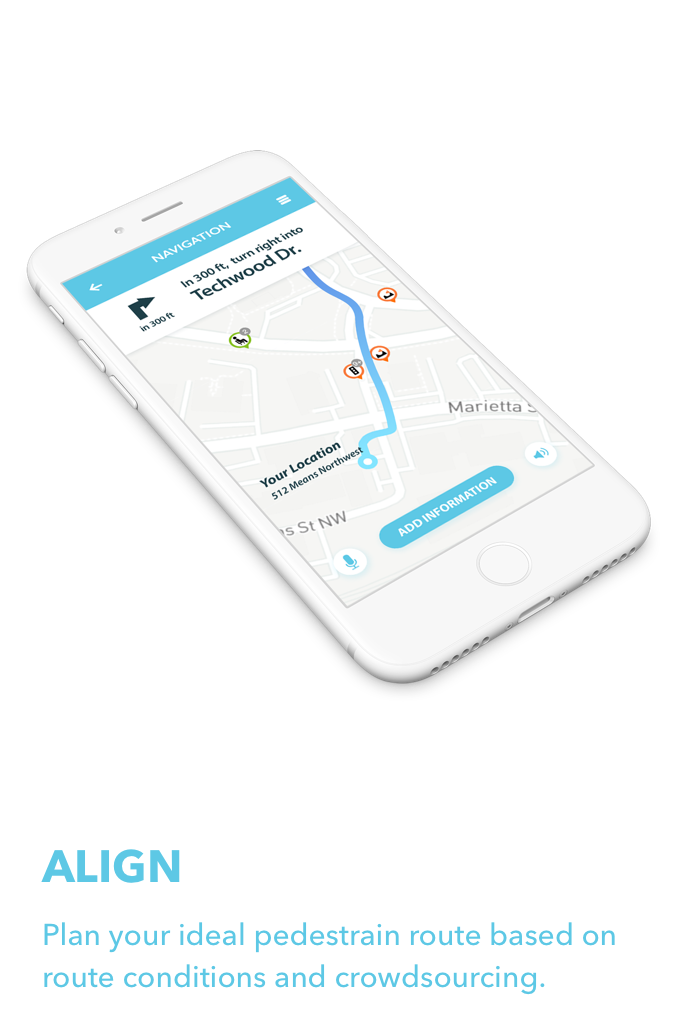 NAVIGATION
In 300 ft, turn right into
Techwood Dr.
in 300 ft
Marietta S
Your Location
512 Means Northwest
s St NW
ADD INFORMATION
ALIGN
Plan your ideal pedestrain route based on
route conditions and crowdsourcing.